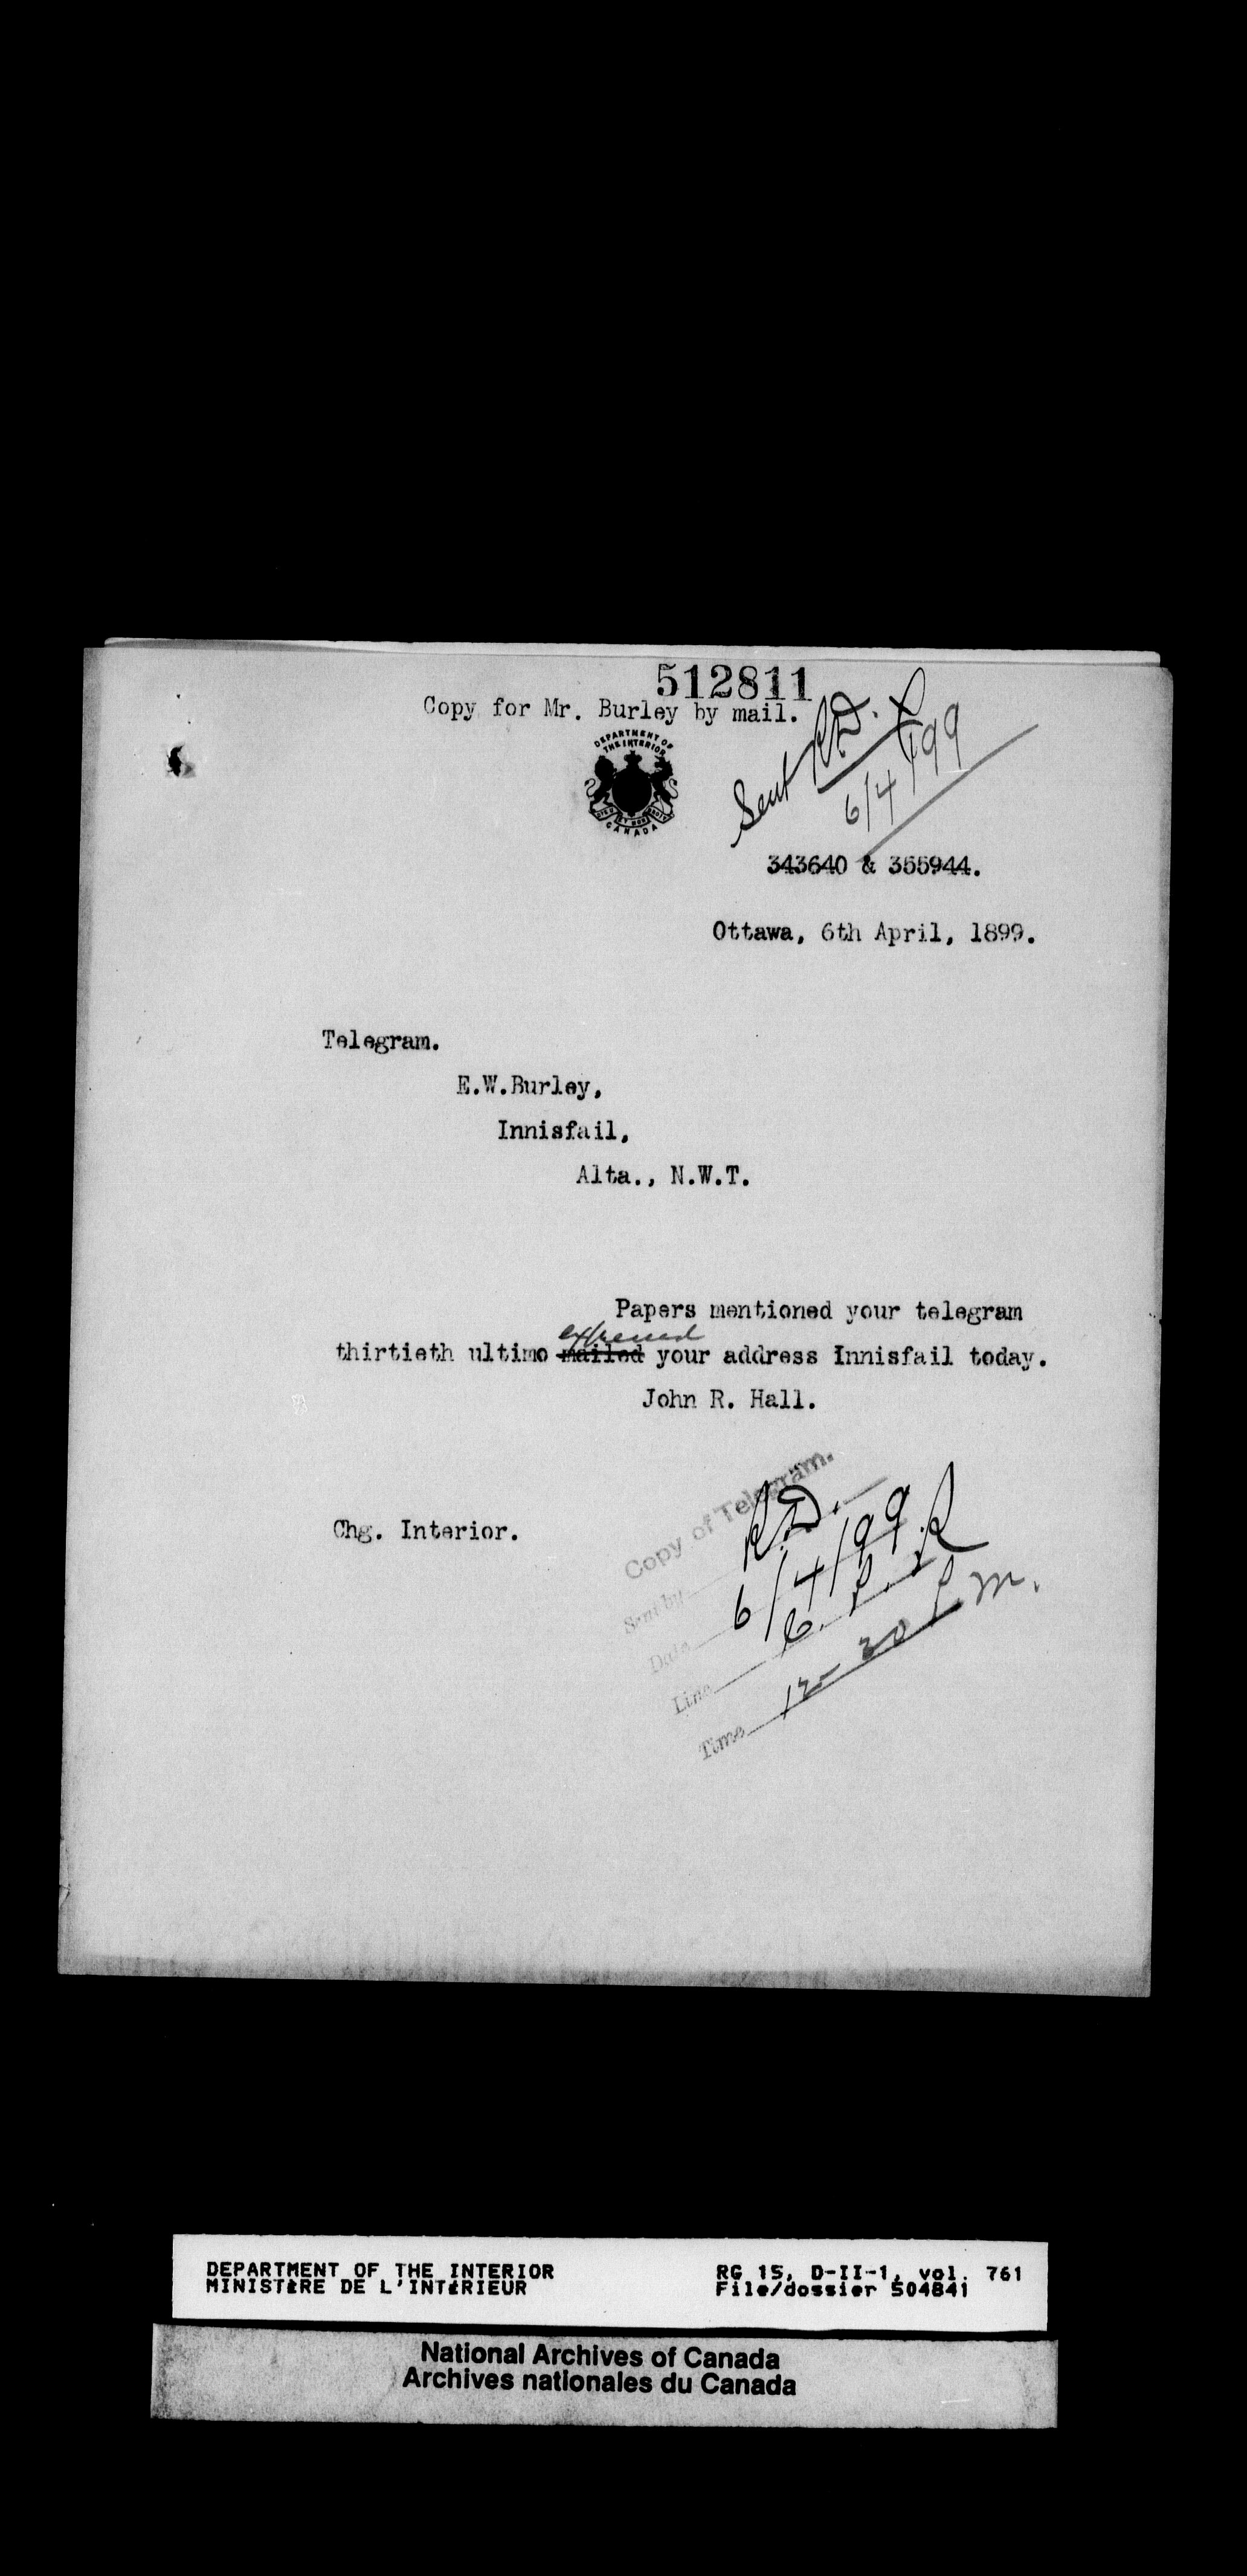 512811
Copy for Mr. Burley by mail.
DEPARTMENT OF
THE INTERIOR
CANADA
Sent R.D.
6/4/99
343640 & 355944.
Ottawa, 6th April, 1899.
Telegram.
E.W.Burley,
Innisfail,
Alta., N.W.T.
Papers mentioned your telegram
expressed
thirtieth ultimo mailed your address Innisfail today.
John R. Hall.
Chg. Interior.
Copy of Telegram.
Sent by R.D.
Date 6/4/99
Line C.P.R
Time 12-30 P.M.
DEPARTMENT OF THE INTERIOR
MINISTÈRE DE L'INTÉRIEUR
RG 15, D-II-1, vol. 761
File/dossier 504841
National Archives of Canada
Archives nationales du Canada